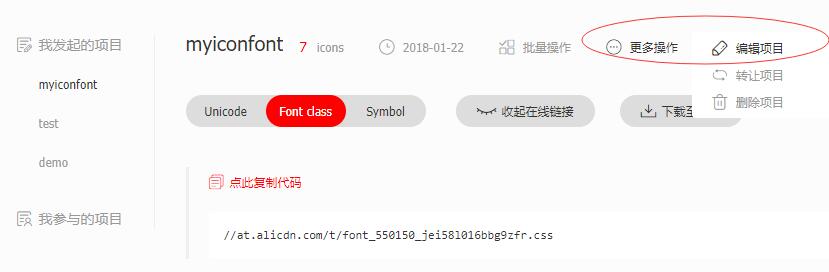 我发起的项目
myiconfont
test
demo
我参与的项目
myiconfont 7 icons 2018-01-22 批量操作 更多操作 编辑项目
转让项目
删除项目
Unicode Font class Symbol 收起在线链接 下载至
点此复制代码
//at.alicdn.com/t/font_550150_jei58l016bbg9zfr.css